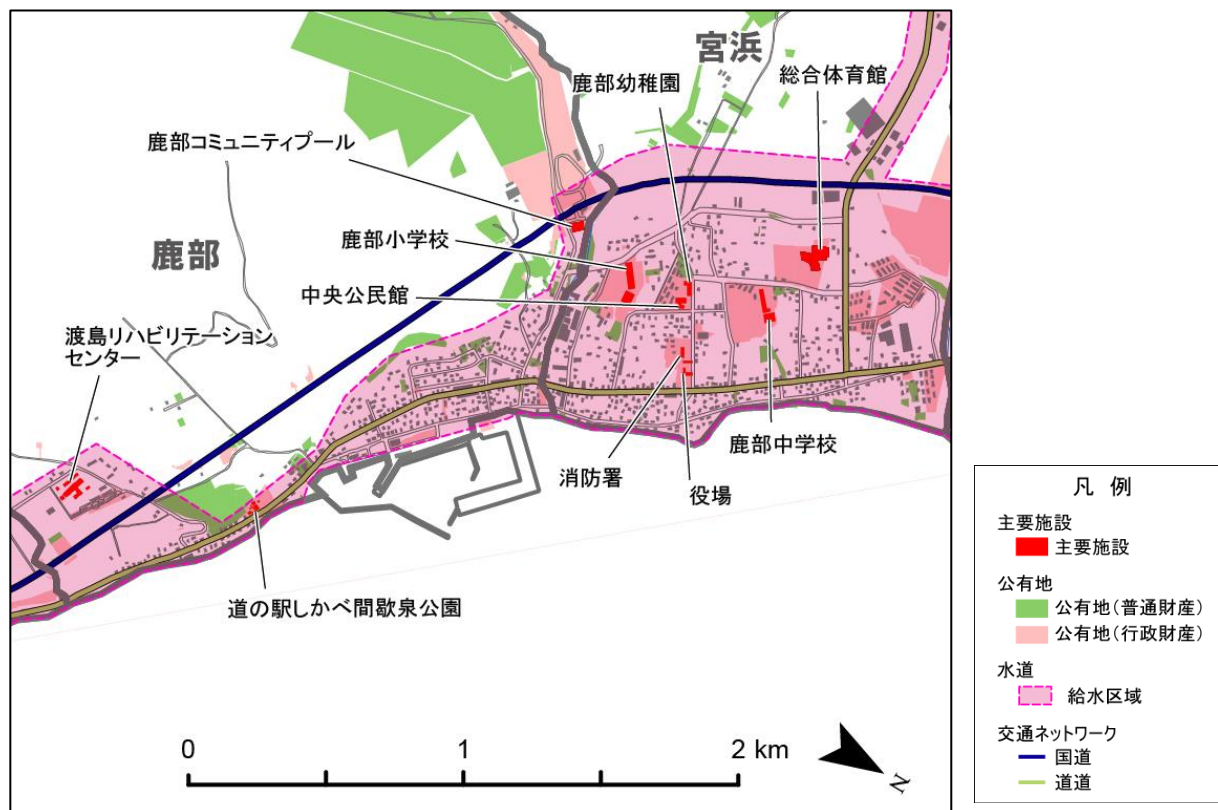 宮浜
鹿部幼稚園
総合体育館
鹿部コミュニティプール
鹿部小学校
鹿部
中央公民館
渡島リハビリテーション
センター
鹿部中学校
消防署
役場
道の駅しかべ間歇泉公園
0
1
2 km
N
凡 例
主要施設
主要施設
公有地
公有地(普通財産)
公有地(行政財産)
水道
給水区域
交通ネットワーク
国道
道道